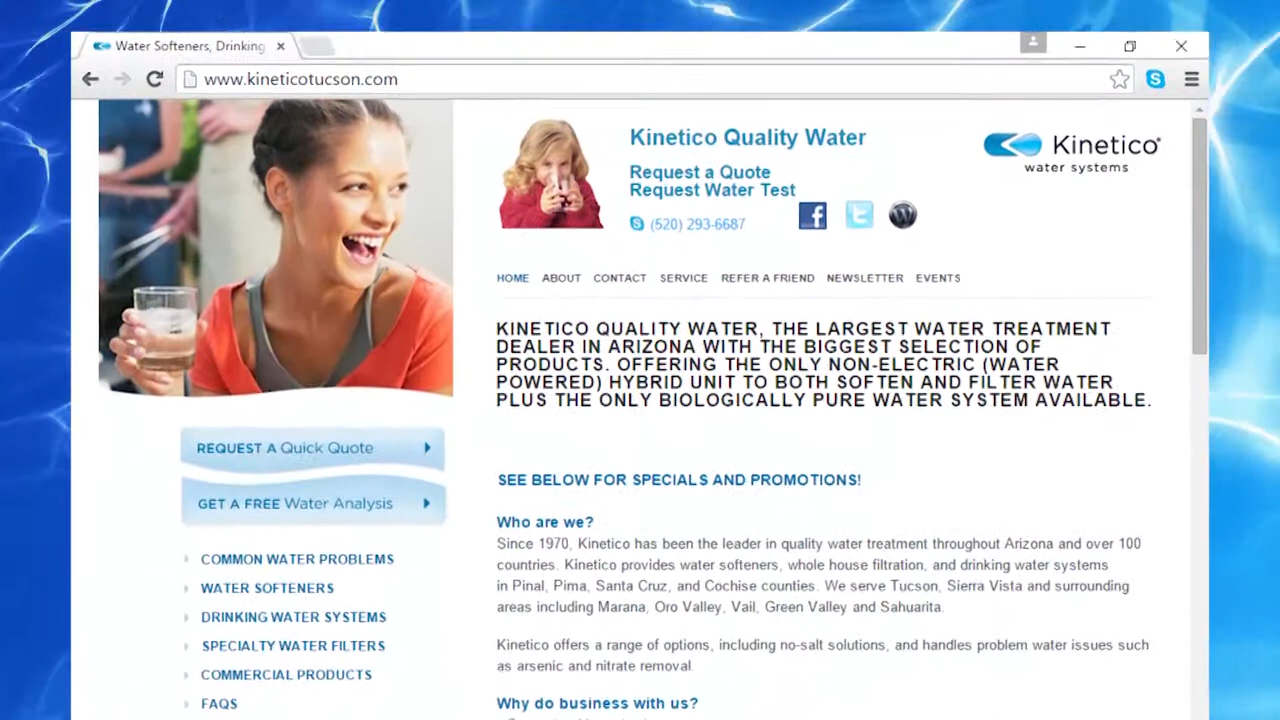 Water Softeners, Drinking
www.kineticotucson.com
Kinetico Quality Water
Request a Quote
Request Water Test
(520) 293-6687
Kinetico®
water systems
HOME ABOUT CONTACT SERVICE REFER A FRIEND NEWSLETTER EVENTS
KINETICO QUALITY WATER, THE LARGEST WATER TREATMENT
DEALER IN ARIZONA WITH THE BIGGEST SELECTION OF
PRODUCTS. OFFERING THE ONLY NON-ELECTRIC (WATER
POWERED) HYBRID UNIT TO BOTH SOFTEN AND FILTER WATER
PLUS THE ONLY BIOLOGICALLY PURE WATER SYSTEM AVAILABLE.
REQUEST A Quick Quote
GET A FREE Water Analysis
COMMON WATER PROBLEMS
WATER SOFTENERS
DRINKING WATER SYSTEMS
SPECIALTY WATER FILTERS
COMMERCIAL PRODUCTS
FAQS
SEE BELOW FOR SPECIALS AND PROMOTIONS!
Who are we?
Since 1970, Kinetico has been the leader in quality water treatment throughout Arizona and over 100
countries. Kinetico provides water softeners, whole house filtration, and drinking water systems
in Pinal, Pima, Santa Cruz, and Cochise counties. We serve Tucson, Sierra Vista and surrounding
areas including Marana, Oro Valley, Vail, Green Valley and Sahuarita.
Kinetico offers a range of options, including no-salt solutions, and handles problem water issues such
as arsenic and nitrate removal.
Why do business with us?